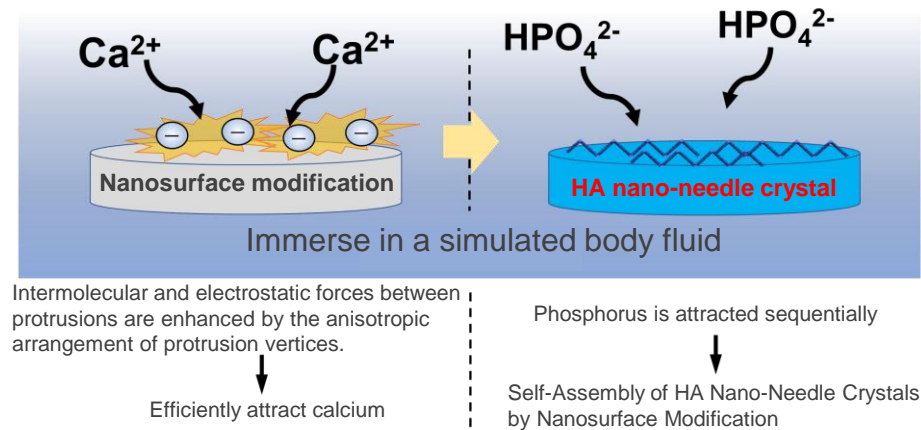 Ca²⁺
Ca²⁺
− − − −
Nanosurface modification
HPO₄²⁻
HPO₄²⁻
HA nano-needle crystal
Immerse in a simulated body fluid
Intermolecular and electrostatic forces between
protrusions are enhanced by the anisotropic
arrangement of protrusion vertices.
Efficiently attract calcium
Phosphorus is attracted sequentially
Self-Assembly of HA Nano-Needle Crystals
by Nanosurface Modification